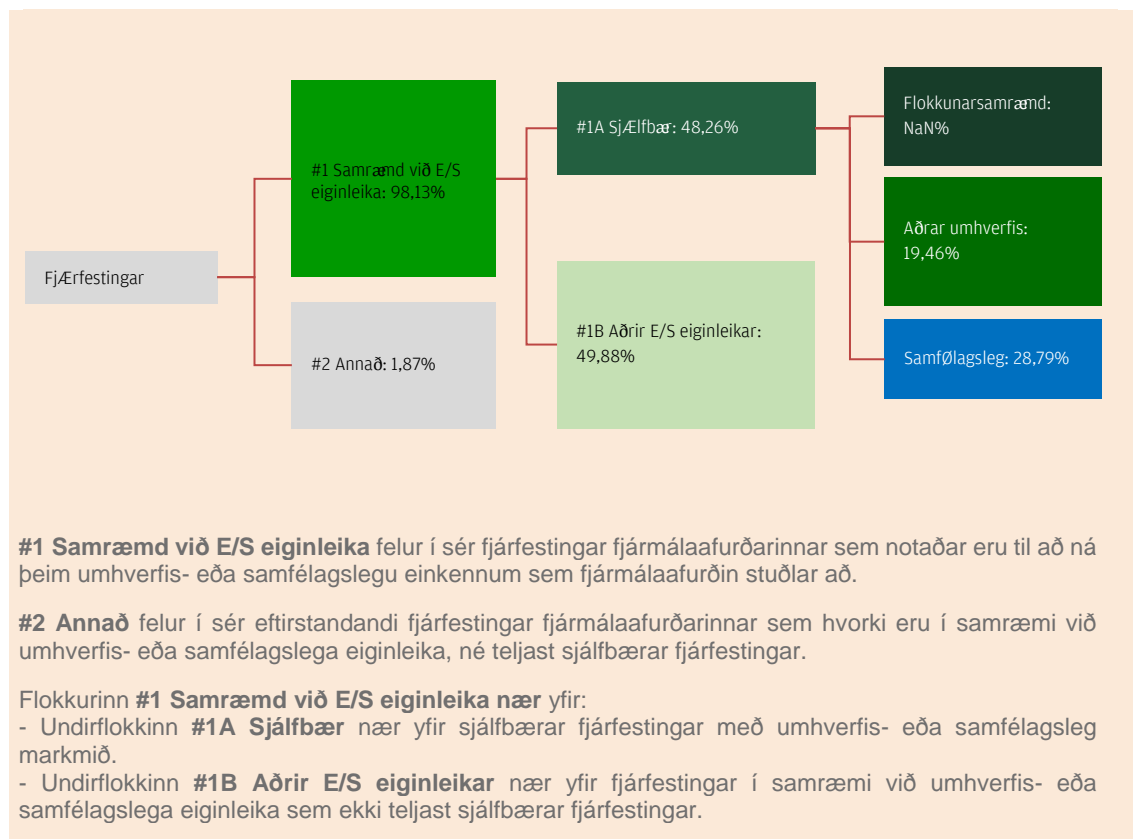 Fjærfestingar
#1 Samræmd við E/S
eiginleika: 98,13%
#2 Annað: 1,87%
#1A SjÆlfbær: 48,26%
#1B Aðrir E/S eiginleikar:
49,88%
Flokkunarsamræmd:
NaN%
Aðrar umhverfis:
19,46%
SamfØlagsleg: 28,79%
#1 Samræmd við E/S eiginleika felur í sér fjárfestingar fjármálaafurðarinnar sem notaðar eru til að ná
þeim umhverfis- eða samfélagslegu einkennum sem fjármálaafurðin stuðlar að.
#2 Annað felur í sér eftirstandandi fjárfestingar fjármálaafurðarinnar sem hvorki eru í samræmi við
umhverfis- eða samfélagslega eiginleika, né teljast sjálfbærar fjárfestingar.
Flokkurinn #1 Samræmd við E/S eiginleika nær yfir:
- Undirflokkinn #1A Sjálfbær nær yfir sjálfbærar fjárfestingar með umhverfis- eða samfélagsleg
markmið.
- Undirflokkinn #1B Aðrir E/S eiginleikar nær yfir fjárfestingar í samræmi við umhverfis- eða
samfélagslega eiginleika sem ekki teljast sjálfbærar fjárfestingar.